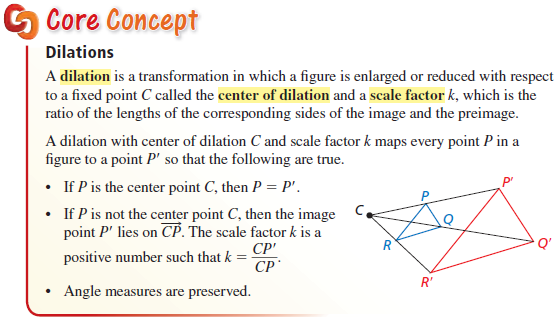 Core Concept
Dilations
A dilation is a transformation in which a figure is enlarged or reduced with respect
to a fixed point C called the center of dilation and a scale factor k, which is the
ratio of the lengths of the corresponding sides of the image and the preimage.
A dilation with center of dilation C and scale factor k maps every point P in a
figure to a point P′ so that the following are true.
• If P is the center point C, then P = P′.
• If P is not the center point C, then the image
point P′ lies on CP⃗. The scale factor k is a
positive number such that k = CP′/CP.
• Angle measures are preserved.
P′
P
C
Q
R
Q′
R′